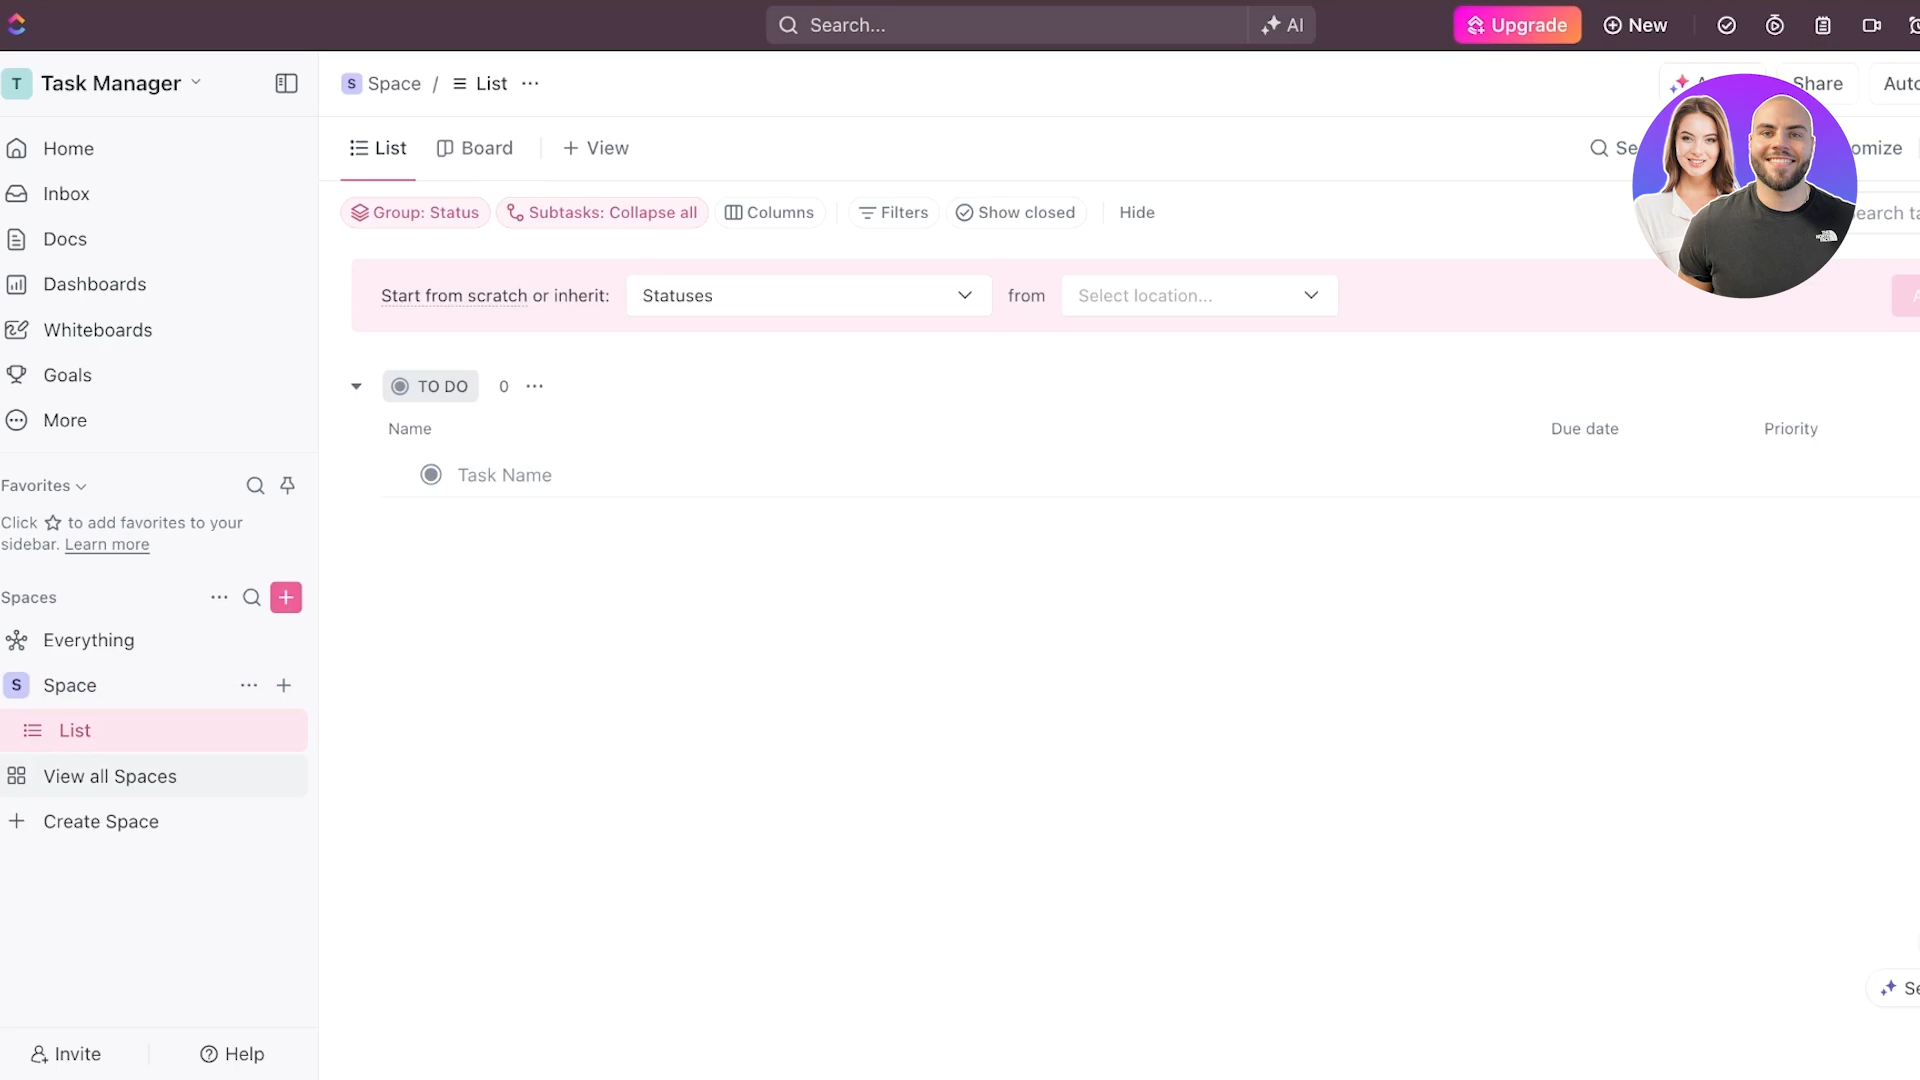 Search...
AI
Upgrade
New
T Task Manager
S Space / List ...
Share
List
Board
+ View
Group: Status
Subtasks: Collapse all
Columns
Filters
Show closed
Hide
Start from scratch or inherit:
Statuses
from
Select location...
TO DO 0 ...
Name
Due date
Priority
Task Name
Home
Inbox
Docs
Dashboards
Whiteboards
Goals
More
Favorites
Click ☆ to add favorites to your
sidebar. Learn more
Spaces
Everything
S Space
List
View all Spaces
+ Create Space
Invite
Help
THE NORTH FACE